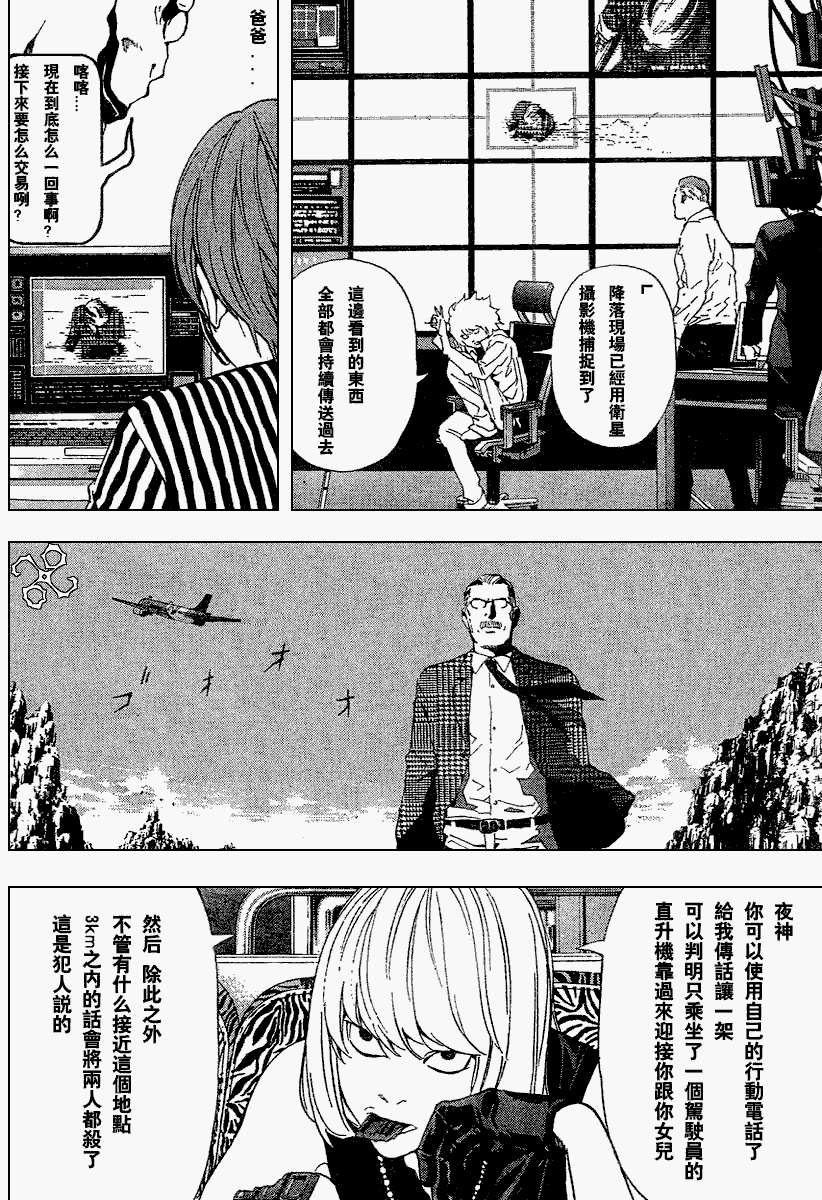 「
降落現場已經用衛星
攝影機捕捉到了
這邊看到的東西
全部都會持續傳送過去
爸爸...
喀喀...
現在到底怎么一回事啊?
接下來要怎么交易咧?
オ
オ
ゴ
夜神
你可以使用自己的行動電話了
給我傳話讓一架
可以判明只乘坐了一個駕駛員的
直升機靠過來迎接你跟你女兒
然后 除此之外
不管有什么接近這個地點
3km之内的話會將兩人都殺了
這是犯人説的